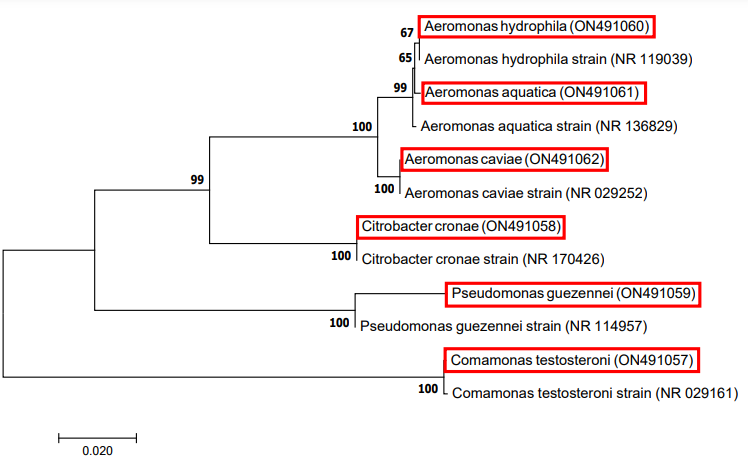 Aeromonas hydrophila (ON491060)
67
Aeromonas hydrophila strain (NR 119039)
65
Aeromonas aquatica (ON491061)
99
Aeromonas aquatica strain (NR 136829)
100
Aeromonas caviae (ON491062)
100
Aeromonas caviae strain (NR 029252)
99
Citrobacter cronae (ON491058)
100
Citrobacter cronae strain (NR 170426)
Pseudomonas guezennei (ON491059)
100
Pseudomonas guezennei strain (NR 114957)
Comamonas testosteroni (ON491057)
100
Comamonas testosteroni strain (NR 029161)
0.020